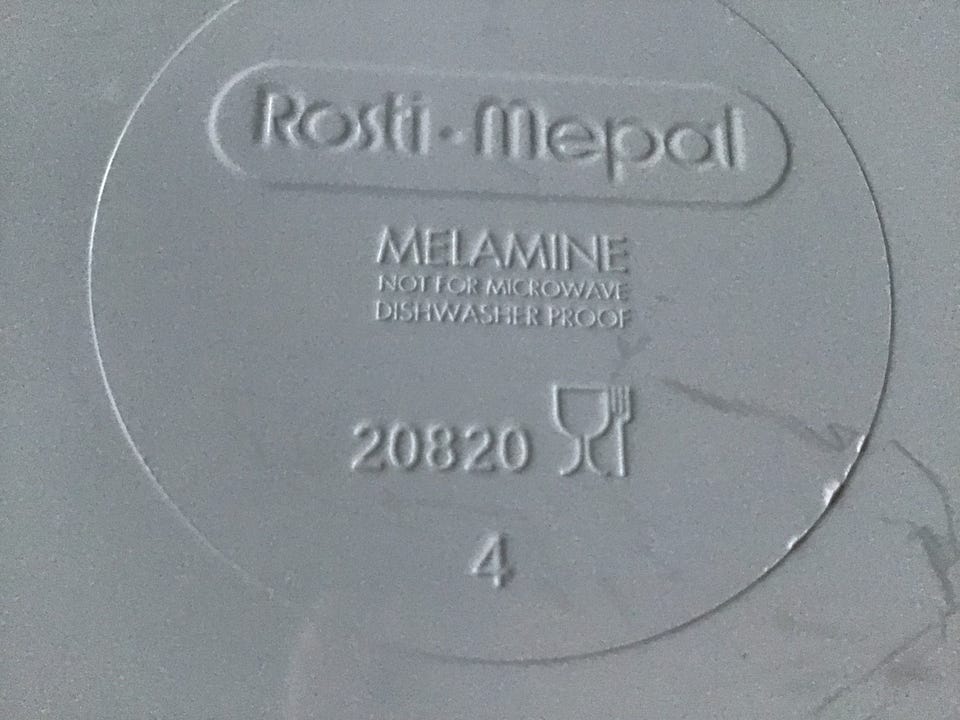 Rosti·Mepal
MELAMINE
NOT FOR MICROWAVE
DISHWASHER PROOF
20820
4